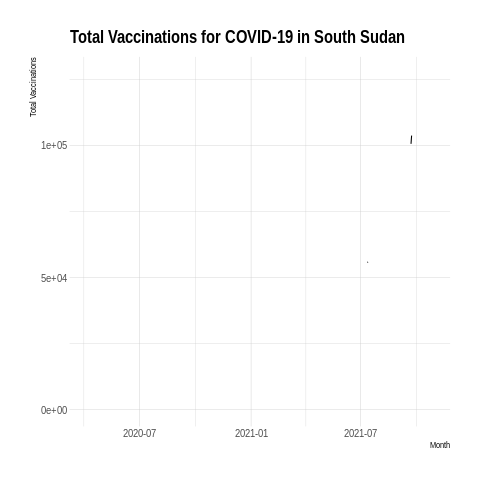 Total Vaccinations for COVID-19 in South Sudan
Total Vaccinations
1e+05
5e+04
0e+00
2020-07 2021-01 2021-07
Month